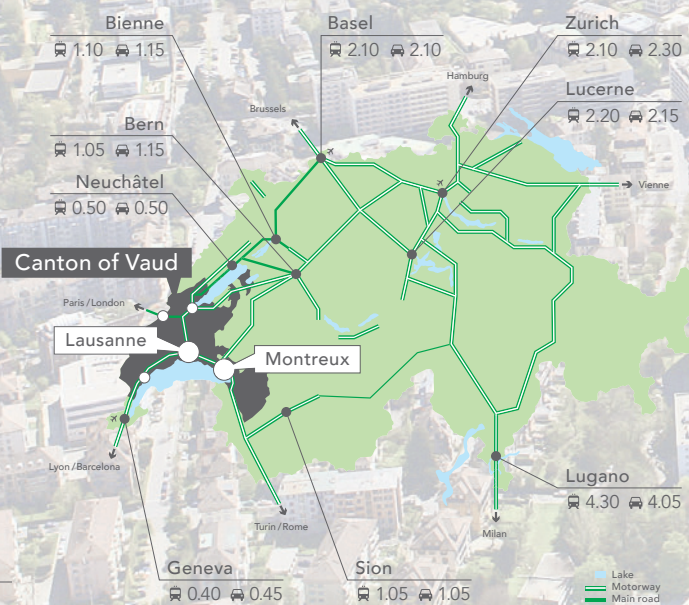 Bienne
1.10 1.15
Basel
2.10 2.10
Zurich
2.10 2.30
Hamburg
Lucerne
2.20 2.15
Brussels
Bern
1.05 1.15
Neuchâtel
0.50 0.50
Vienne
Canton of Vaud
Paris/London
Lausanne
Montreux
Lyon/Barcelona
Lugano
4.30 4.05
Turin/Rome
Milan
Geneva
0.40 0.45
Sion
1.05 1.05
Lake
Motorway
Main road